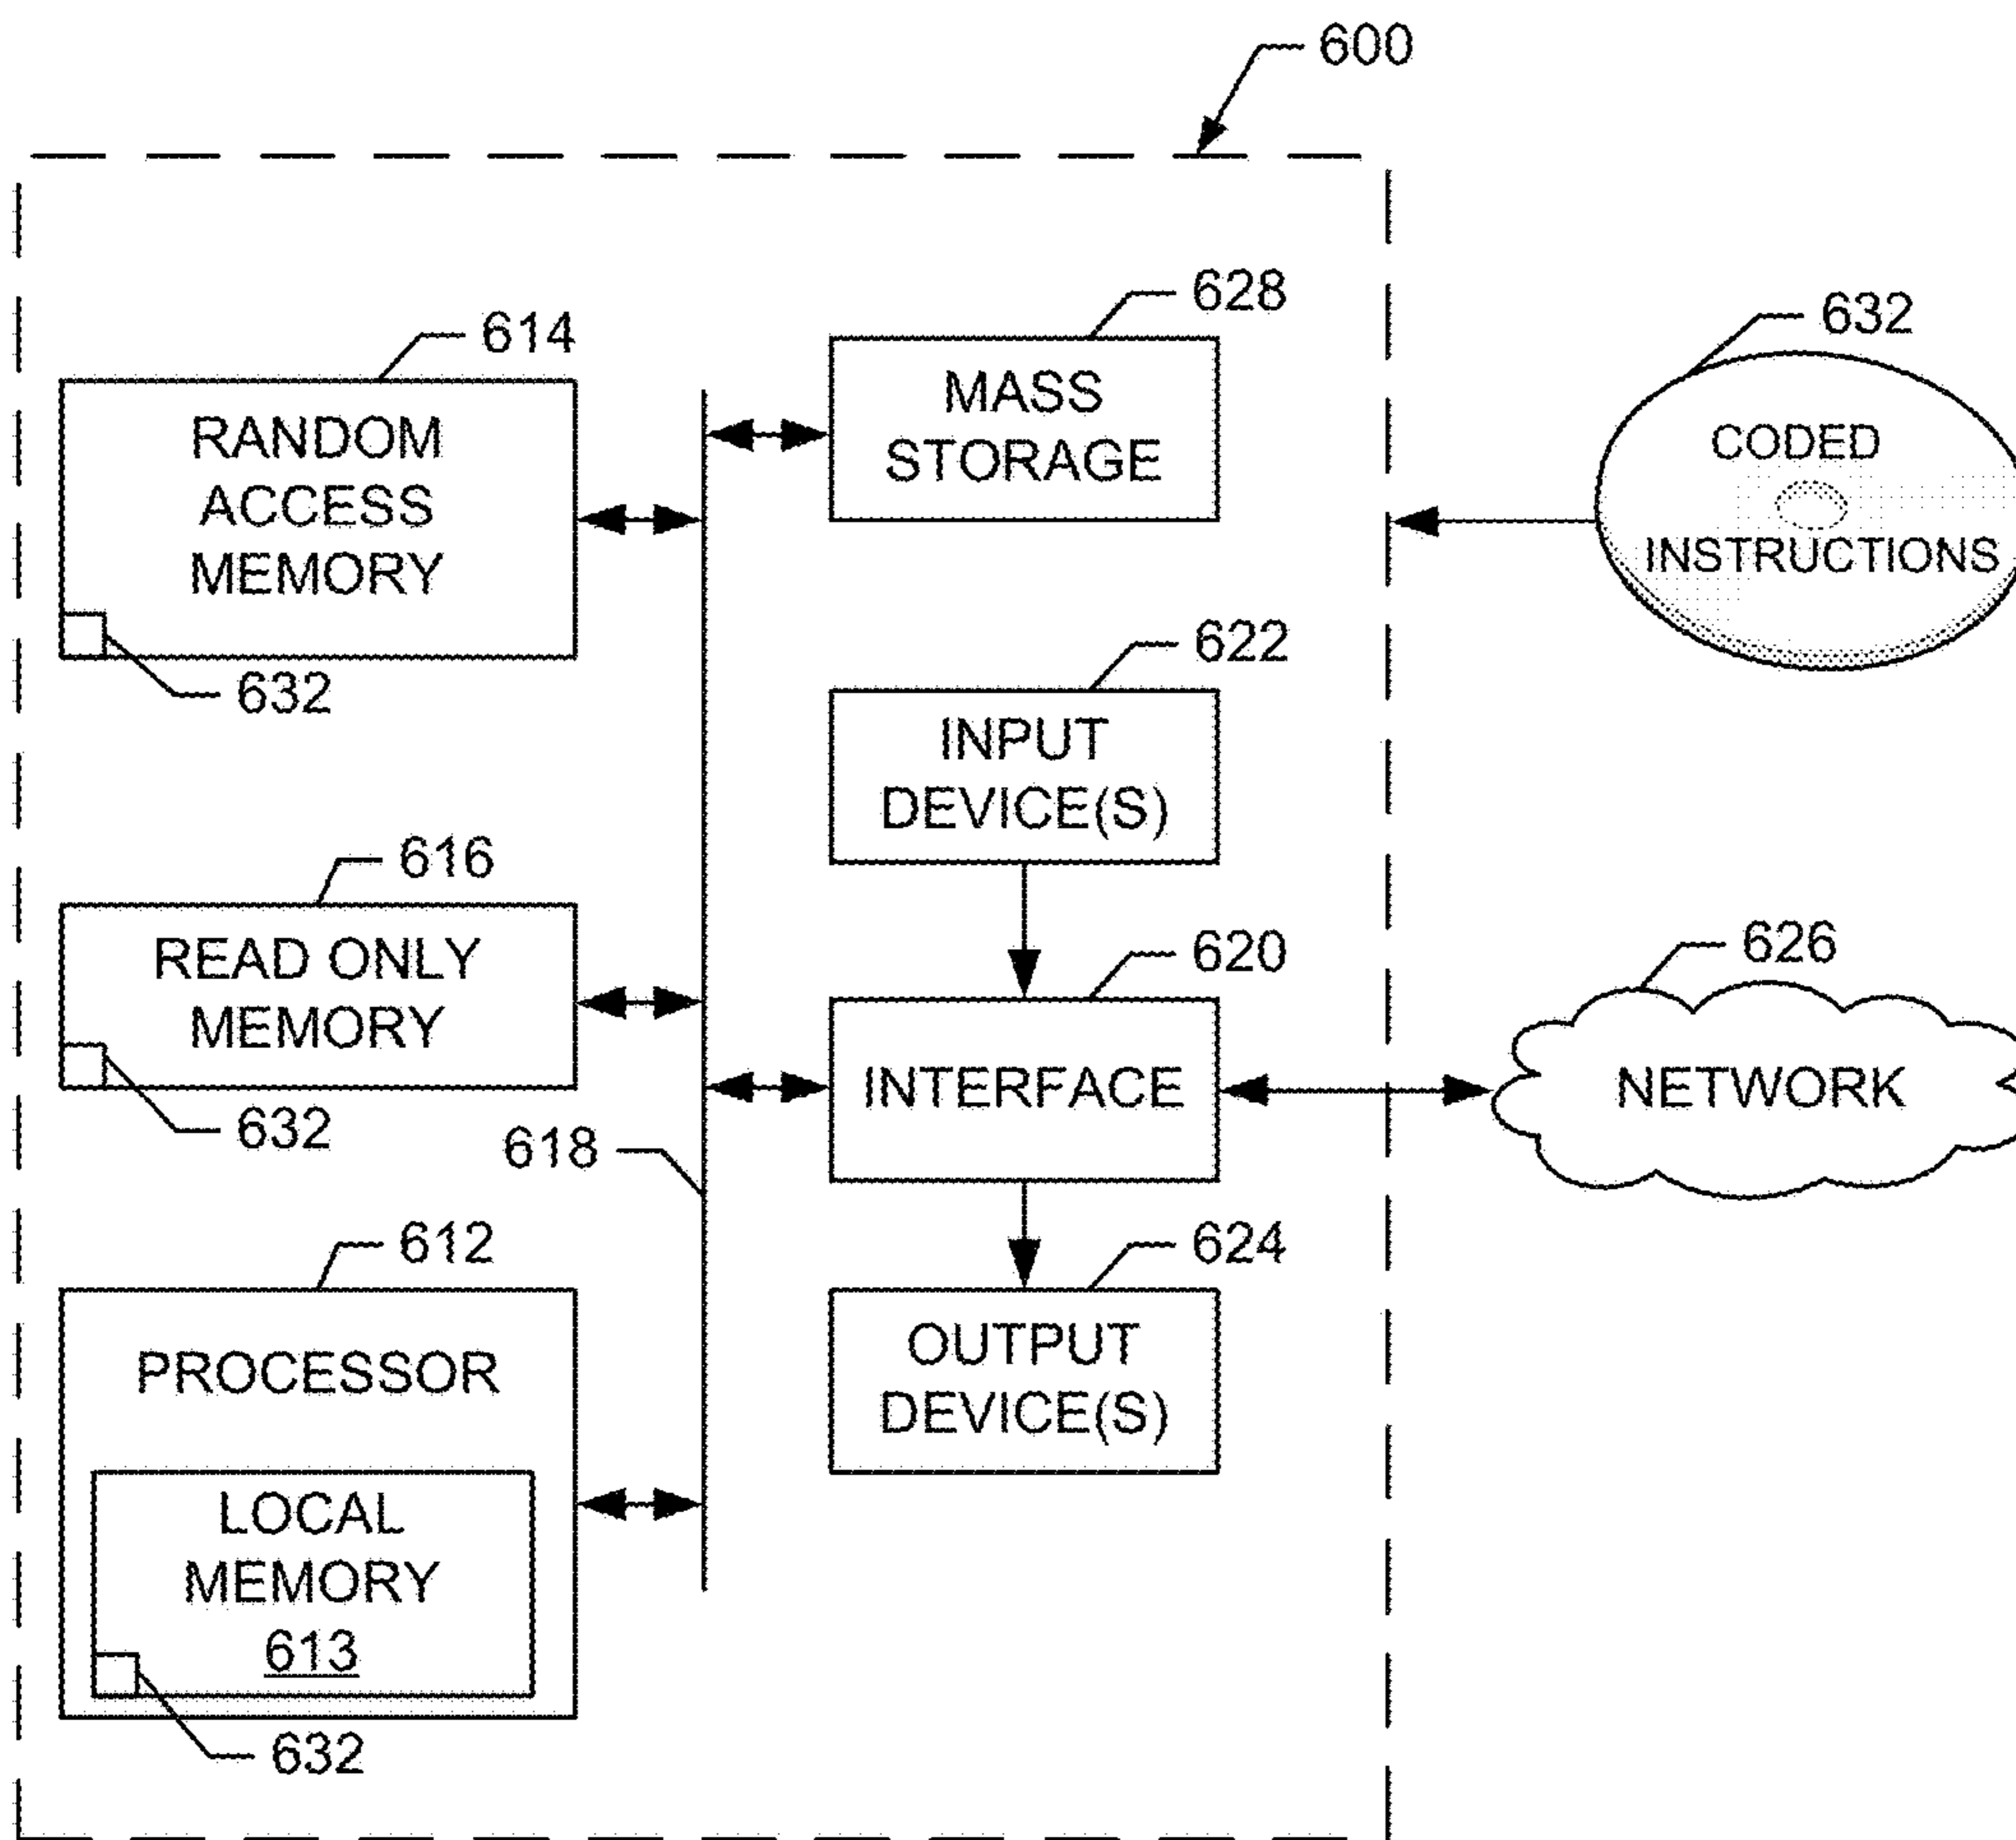 600
628
614
632
MASS
STORAGE
RANDOM
ACCESS
MEMORY
CODED
INSTRUCTIONS
622
632
INPUT
DEVICE(S)
616
620
626
READ ONLY
MEMORY
INTERFACE
NETWORK
632
618
612
624
PROCESSOR
OUTPUT
DEVICE(S)
LOCAL
MEMORY
613
632